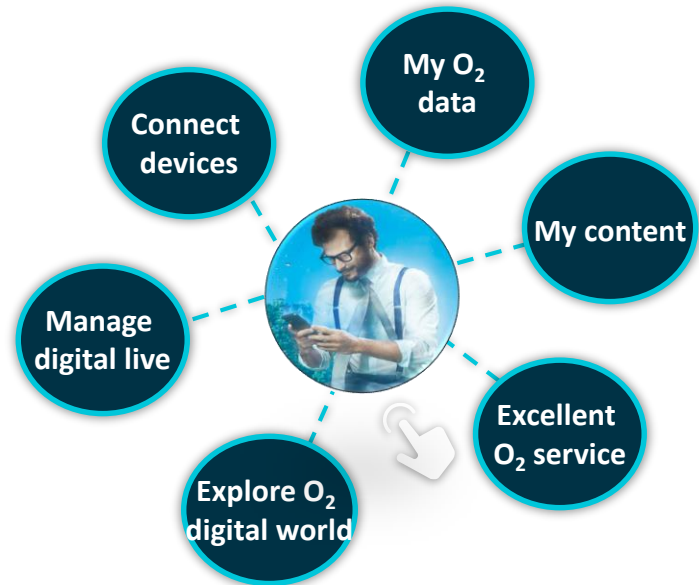 My O₂
data
Connect
devices
My content
Manage
digital live
Excellent
O₂ service
Explore O₂
digital world